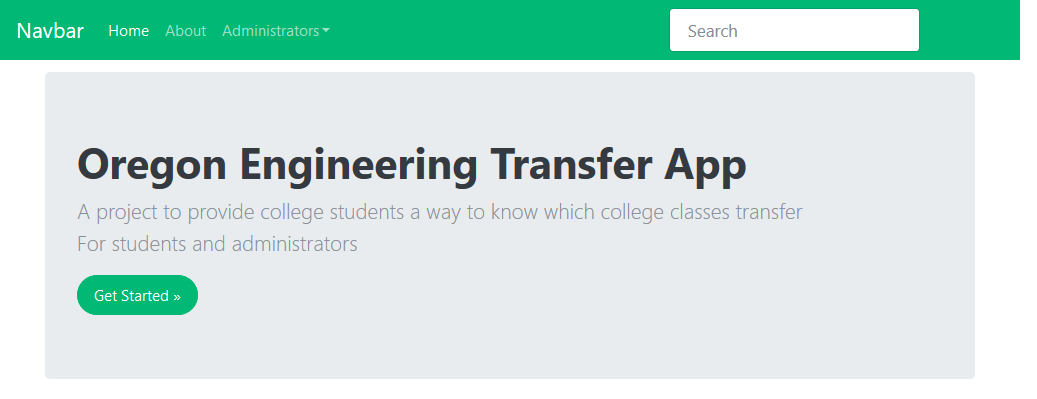 Navbar Home About Administrators Search
Oregon Engineering Transfer App
A project to provide college students a way to know which college classes transfer
For students and administrators
Get Started »